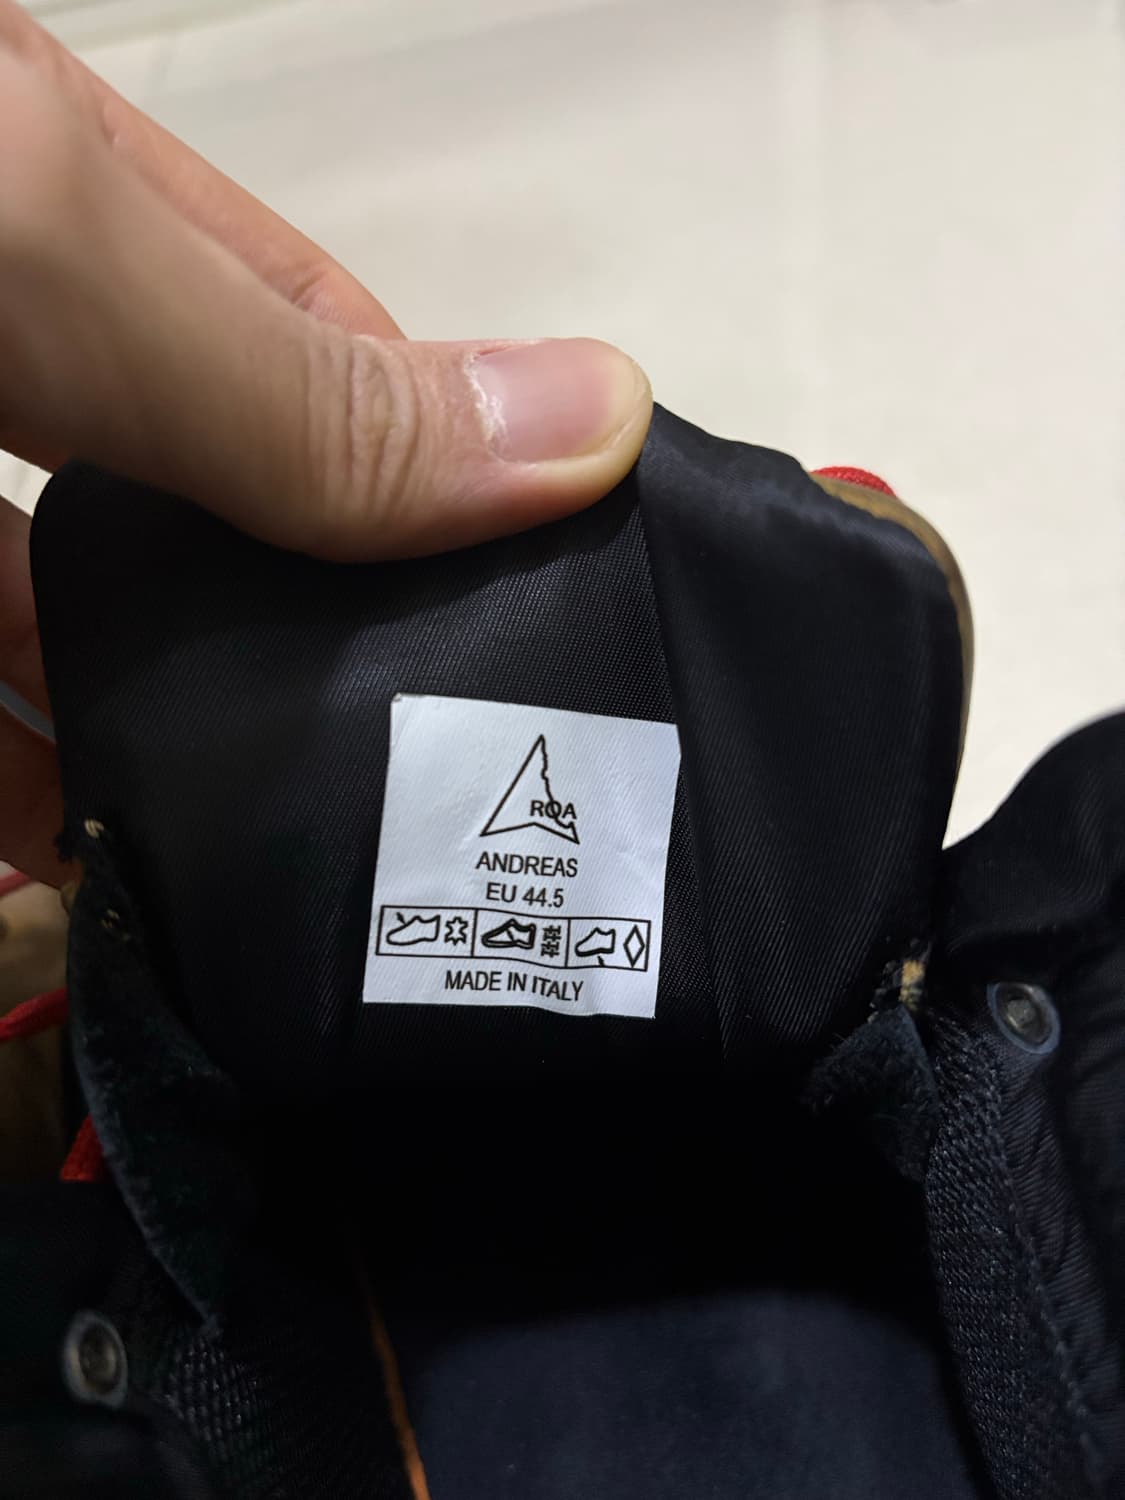 ROA
ANDREAS
EU 44.5
MADE IN ITALY